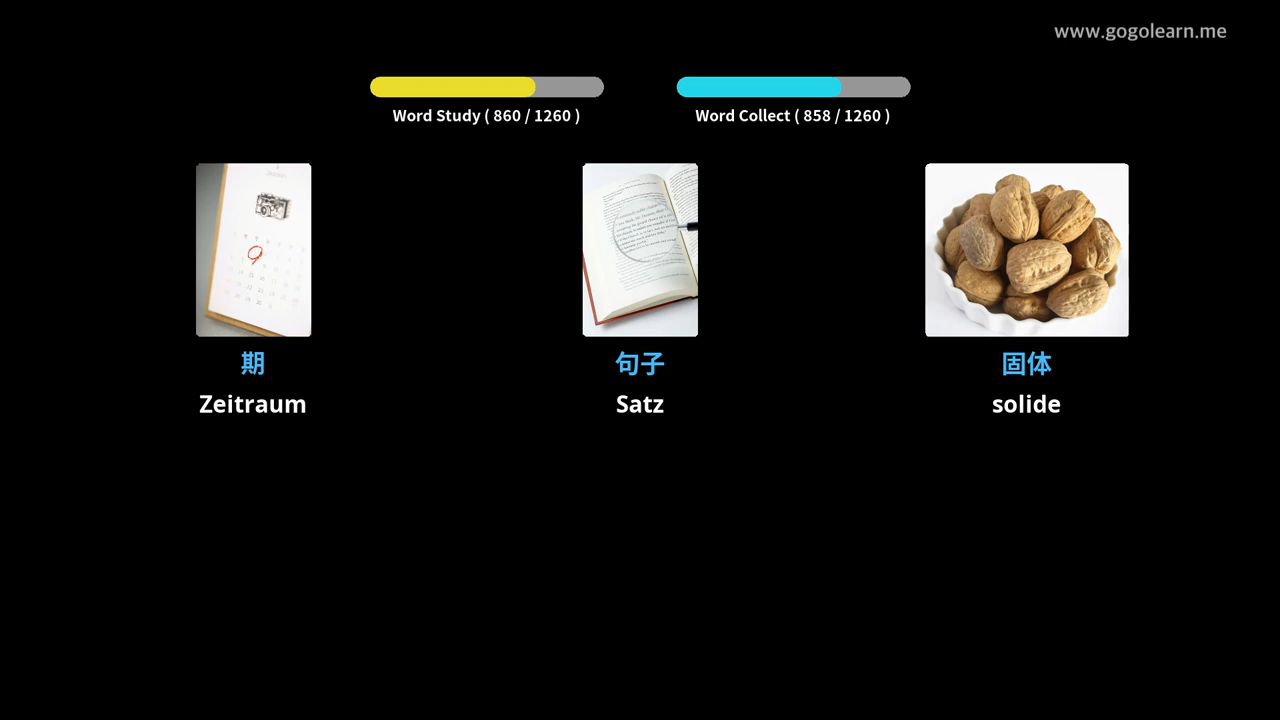 www.gogolearn.me
Word Study ( 860 / 1260 )
Word Collect ( 858 / 1260 )
期
句子
固体
Zeitraum
Satz
solide